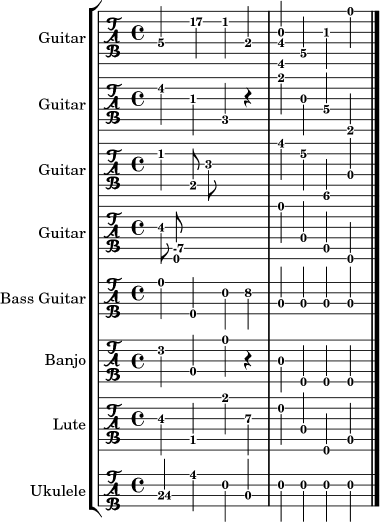 Guitar TAB 5 17 1 2 0 4 4 5 1 0
Guitar TAB 4 1 3 2 0 5 2
Guitar TAB 1 2 3 4 5 6 0
Guitar TAB 4 -7 0 0 0 0 0
Bass Guitar TAB 0 0 0 8 0 0 0 0
Banjo TAB 3 0 0 0 0 0 0
Lute TAB 4 1 2 7 0 0 0 0
Ukulele TAB 24 4 0 0 0 0 0 0